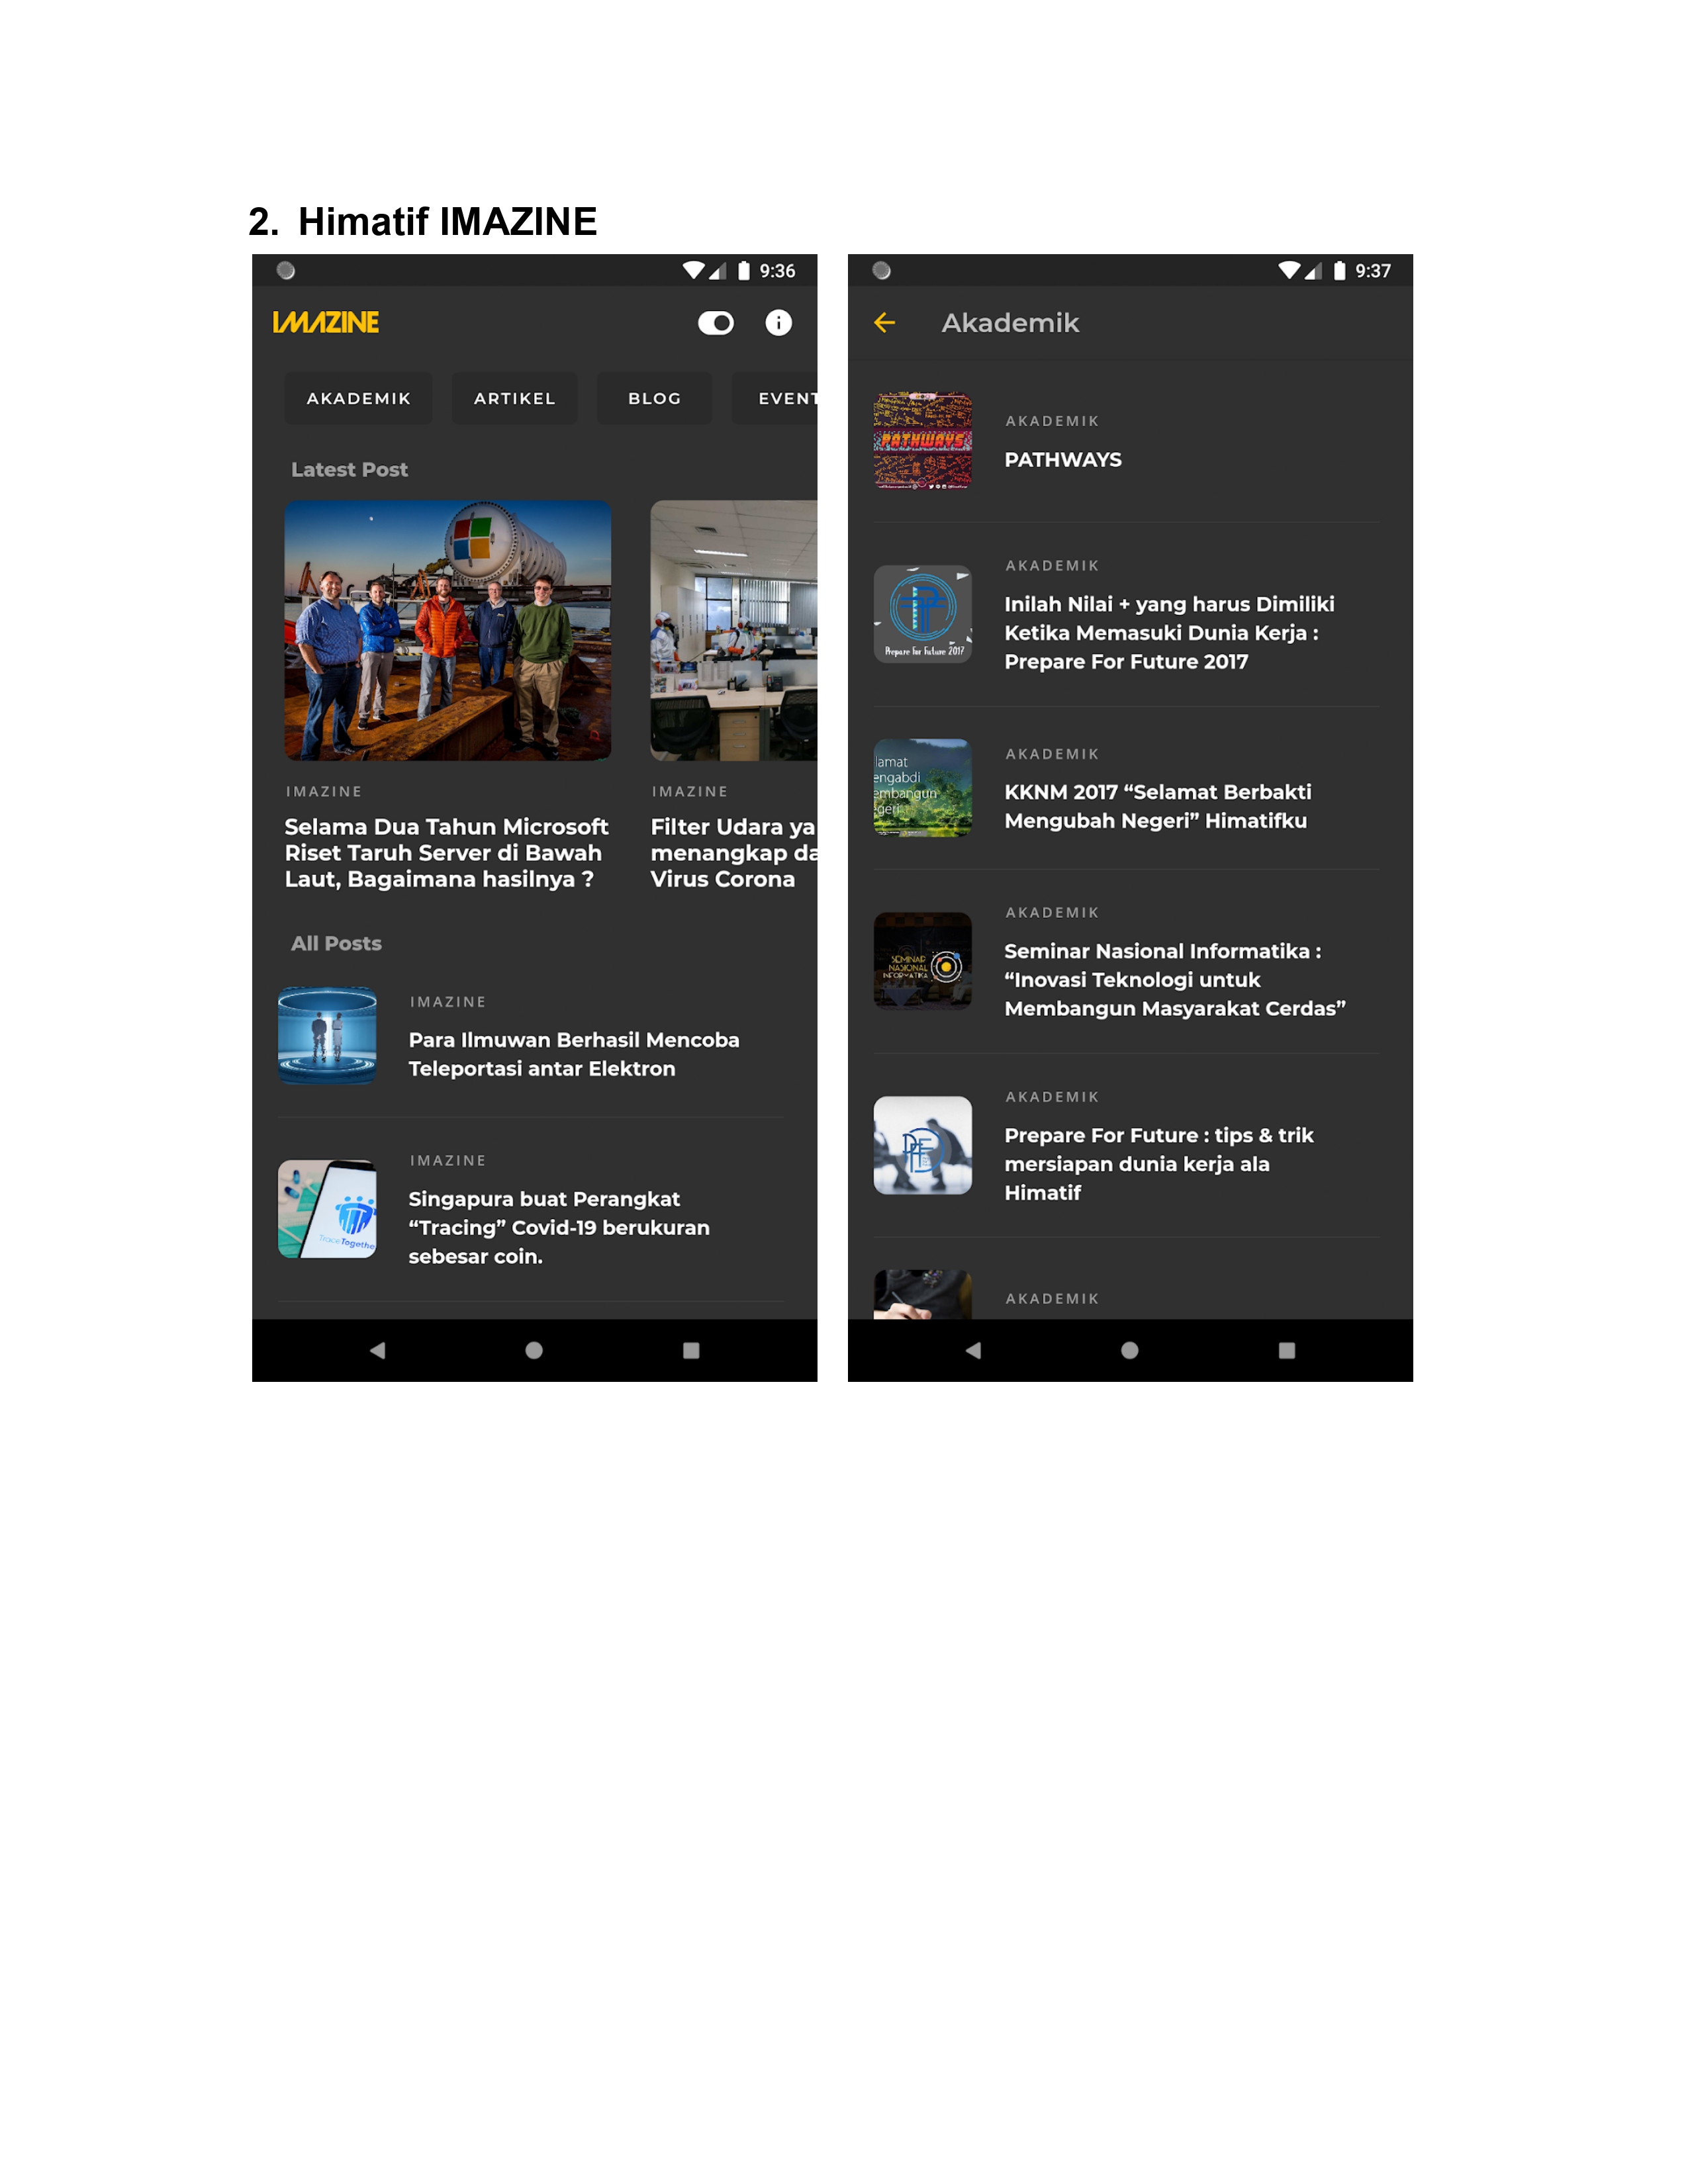 2. Himatif IMAZINE
9:36
IMAZINE
AKADEMIK
ARTIKEL
BLOG
EVENT
Latest Post
IMAZINE
Selama Dua Tahun Microsoft
Riset Taruh Server di Bawah
Laut, Bagaimana hasilnya ?
IMAZINE
Filter Udara ya
menangkap da
Virus Corona
All Posts
IMAZINE
Para Ilmuwan Berhasil Mencoba
Teleportasi antar Elektron
IMAZINE
Singapura buat Perangkat
“Tracing” Covid-19 berukuran
sebesar coin.
TraceTogethe
9:37
Akademik
PATHWAYS
AKADEMIK
PATHWAYS
Prepare For Future 2017
AKADEMIK
Inilah Nilai + yang harus Dimiliki
Ketika Memasuki Dunia Kerja :
Prepare For Future 2017
lamat
engabdi
embangun
geri
AKADEMIK
KKNM 2017 “Selamat Berbakti
Mengubah Negeri” Himatifku
SEMINAR
NASIONAL
INFORMATIKA
AKADEMIK
Seminar Nasional Informatika :
“Inovasi Teknologi untuk
Membangun Masyarakat Cerdas”
AKADEMIK
Prepare For Future : tips & trik
mersiapan dunia kerja ala
Himatif
AKADEMIK